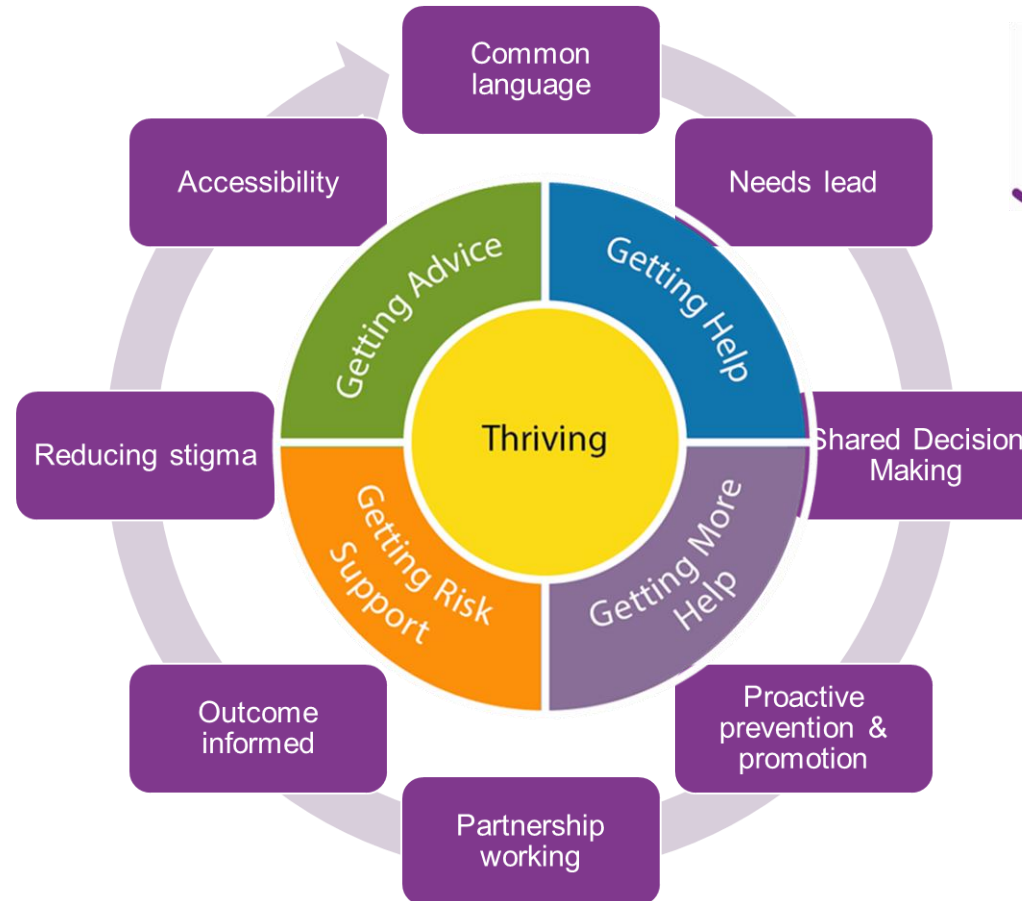 Common
language
Needs lead
Shared Decision
Making
Proactive
prevention &
promotion
Partnership
working
Outcome
informed
Reducing stigma
Accessibility
Getting Advice
Getting Help
Getting More
Help
Getting Risk
Support
Thriving